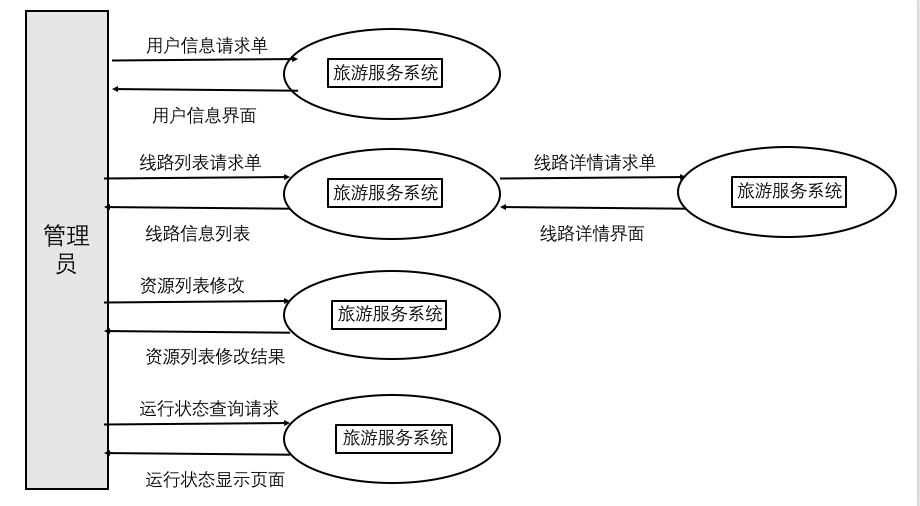 用户信息请求单
旅游服务系统
用户信息界面
线路列表请求单
旅游服务系统
线路信息列表
线路详情请求单
旅游服务系统
线路详情界面
管理
员
资源列表修改
旅游服务系统
资源列表修改结果
运行状态查询请求
旅游服务系统
运行状态显示页面